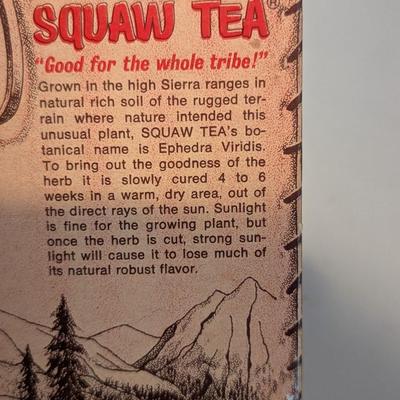 SQUAW TEA®
"Good for the whole tribe!"
Grown in the high Sierra ranges in
natural rich soil of the rugged ter-
rain where nature intended this
unusual plant, SQUAW TEA's bo-
tanical name is Ephedra Viridis.
To bring out the goodness of the
herb it is slowly cured 4 to 6
weeks in a warm, dry area, out of
the direct rays of the sun. Sunlight
is fine for the growing plant, but
once the herb is cut, strong sun-
light will cause it to lose much of
its natural robust flavor.